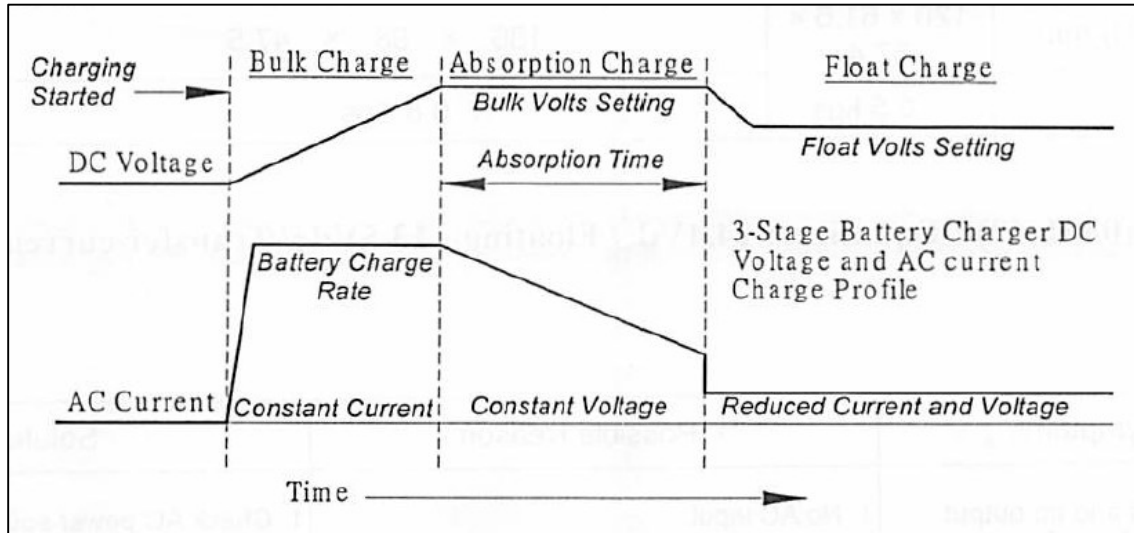 Charging
Started
Bulk Charge
Absorption Charge
Float Charge
Bulk Volts Setting
DC Voltage
Absorption Time
Float Volts Setting
Battery Charge
Rate
3-Stage Battery Charger DC
Voltage and AC current
Charge Profile
AC Current
Constant Current
Constant Voltage
Reduced Current and Voltage
Time